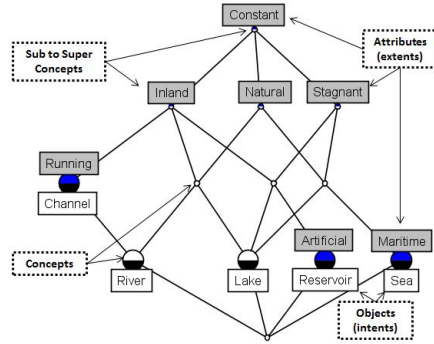 Constant
Sub to Super
Concepts
Attributes
(extents)
Inland
Natural
Stagnant
Running
Channel
Artificial
Maritime
Concepts
River
Lake
Reservoir
Sea
Objects
(intents)